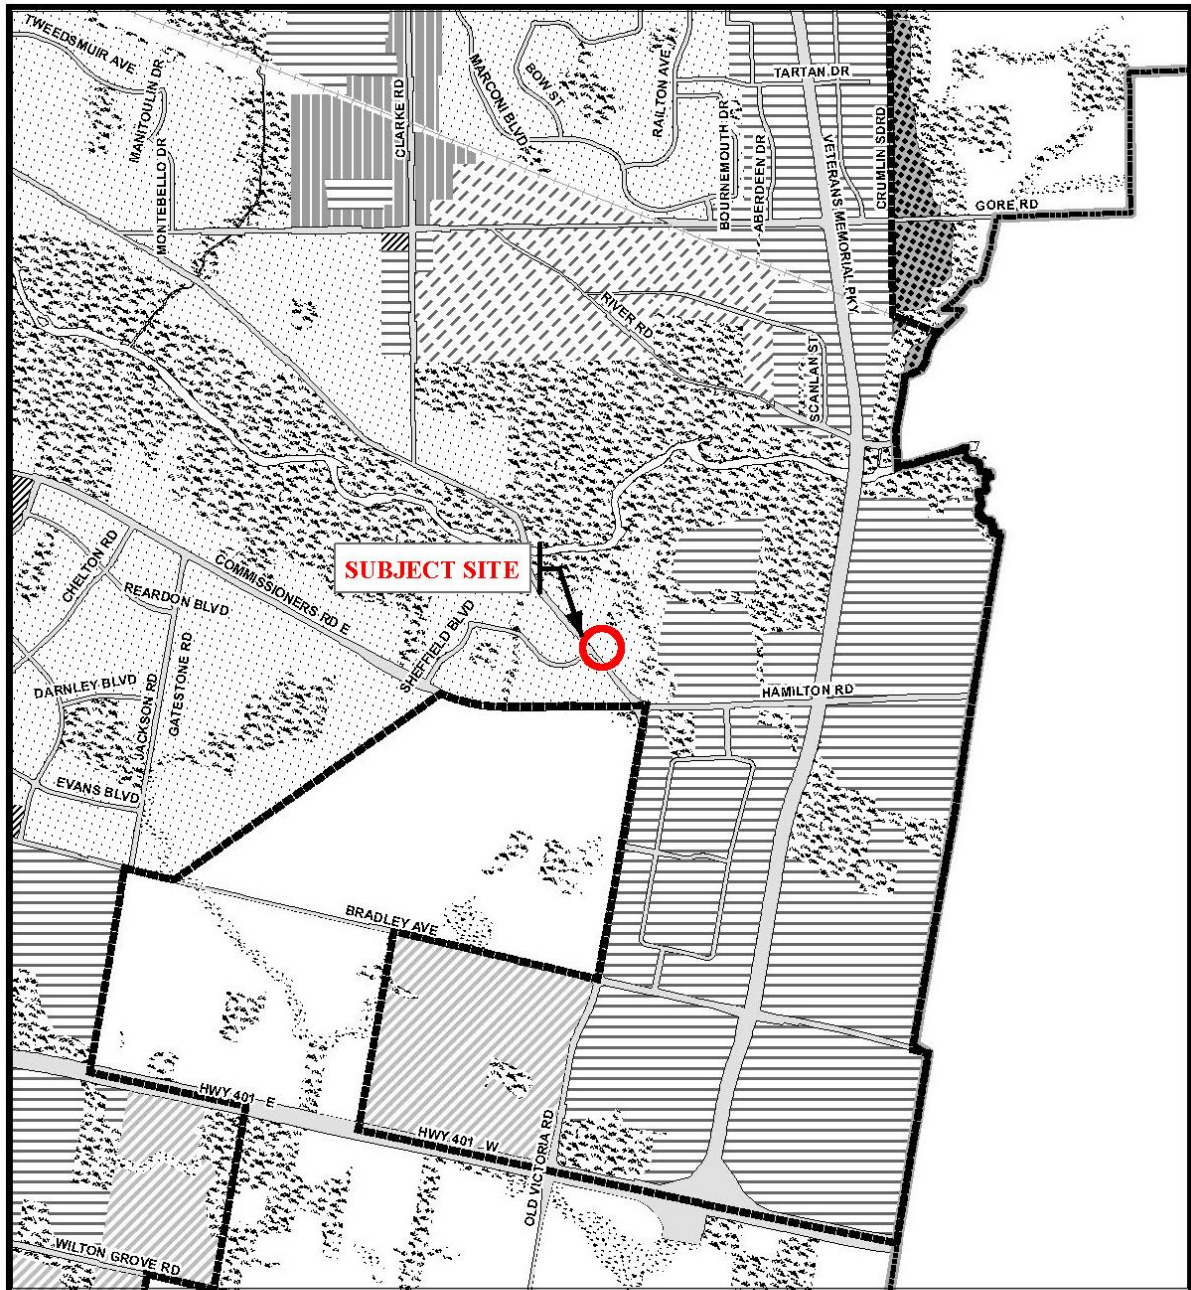 TWEEDSMUIR AVE
MANITOULIN DR
MONTEBELLO DR
CLARKE RD
MARCONI BLVD
BOW ST
RAILTON AVE
TARTAN DR
BOURNEMOUTH DR
ABERDEEN DR
VETERANS MEMORIAL PKY
CRUMLIN SDRD
GORE RD
RIVER RD
SCANLAN ST
SUBJECT SITE
CHELTON RD
COMMISSIONERS RD E
REARDON BLVD
SHEFFIELD BLVD
GATESTONE RD
DARNLEY BLVD
JACKSON RD
HAMILTON RD
EVANS BLVD
BRADLEY AVE
HWY 401 E
HWY 401 W
OLD VICTORIA RD
WILTON GROVE RD